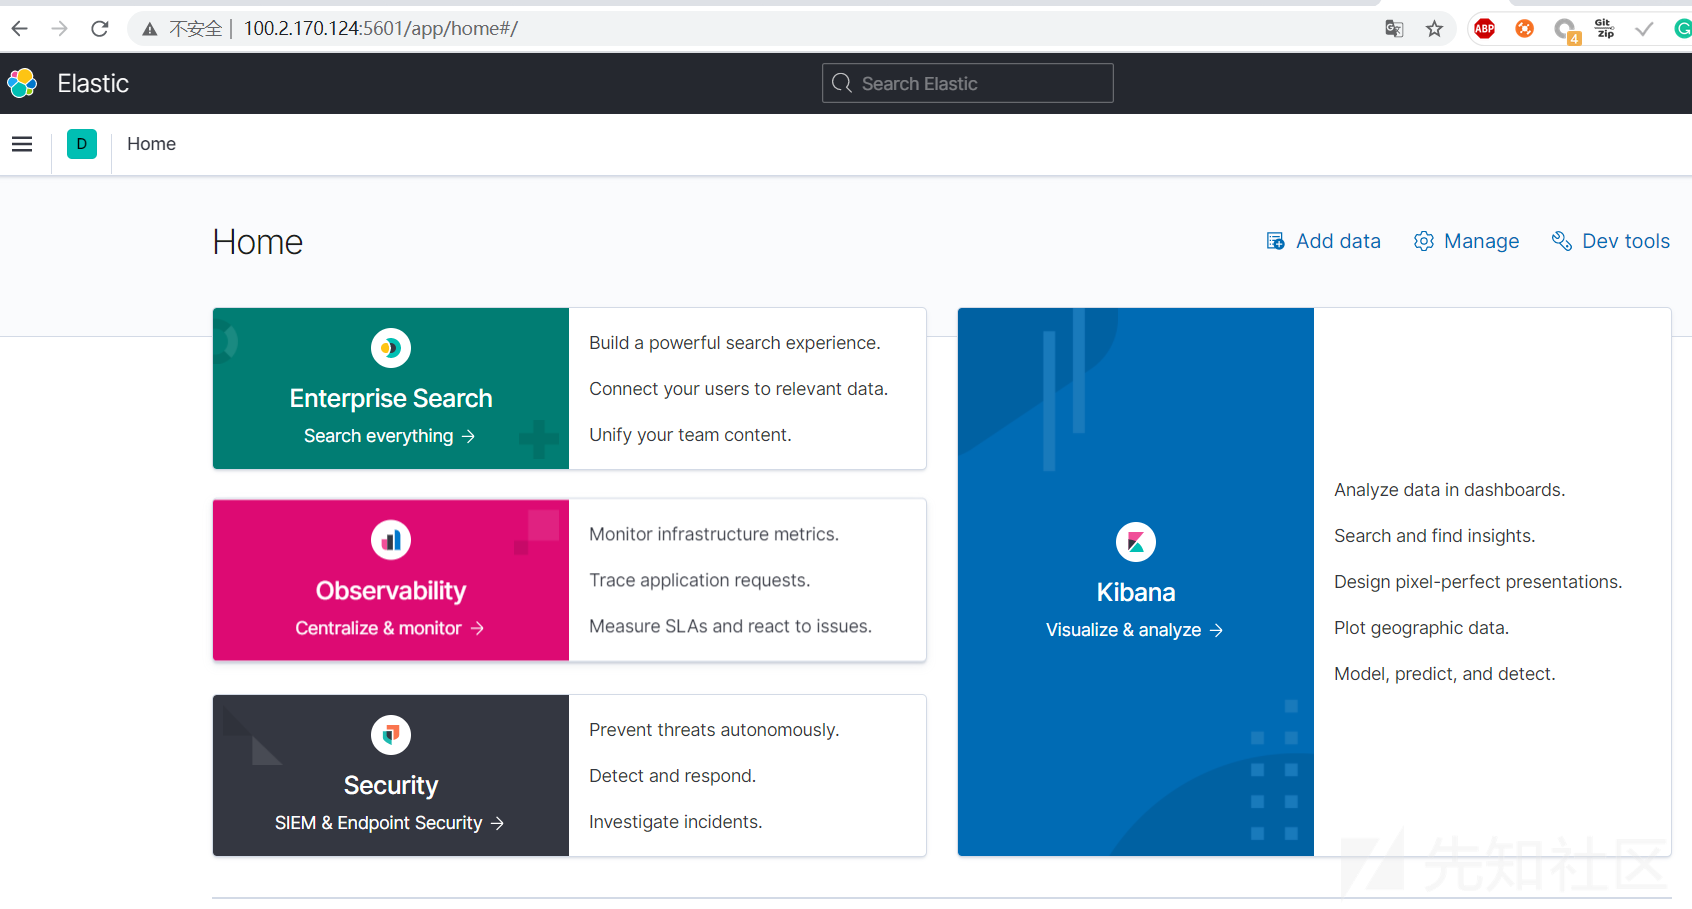 不安全 | 100.2.170.124:5601/app/home#/
ABP
4
Git
Zip
G
Elastic
Search Elastic
D
Home
Home
Add data
Manage
Dev tools
Enterprise Search
Search everything →
Build a powerful search experience.
Connect your users to relevant data.
Unify your team content.
Observability
Centralize & monitor →
Monitor infrastructure metrics.
Trace application requests.
Measure SLAs and react to issues.
Security
SIEM & Endpoint Security →
Prevent threats autonomously.
Detect and respond.
Investigate incidents.
Kibana
Visualize & analyze →
Analyze data in dashboards.
Search and find insights.
Design pixel-perfect presentations.
Plot geographic data.
Model, predict, and detect.
先知社区